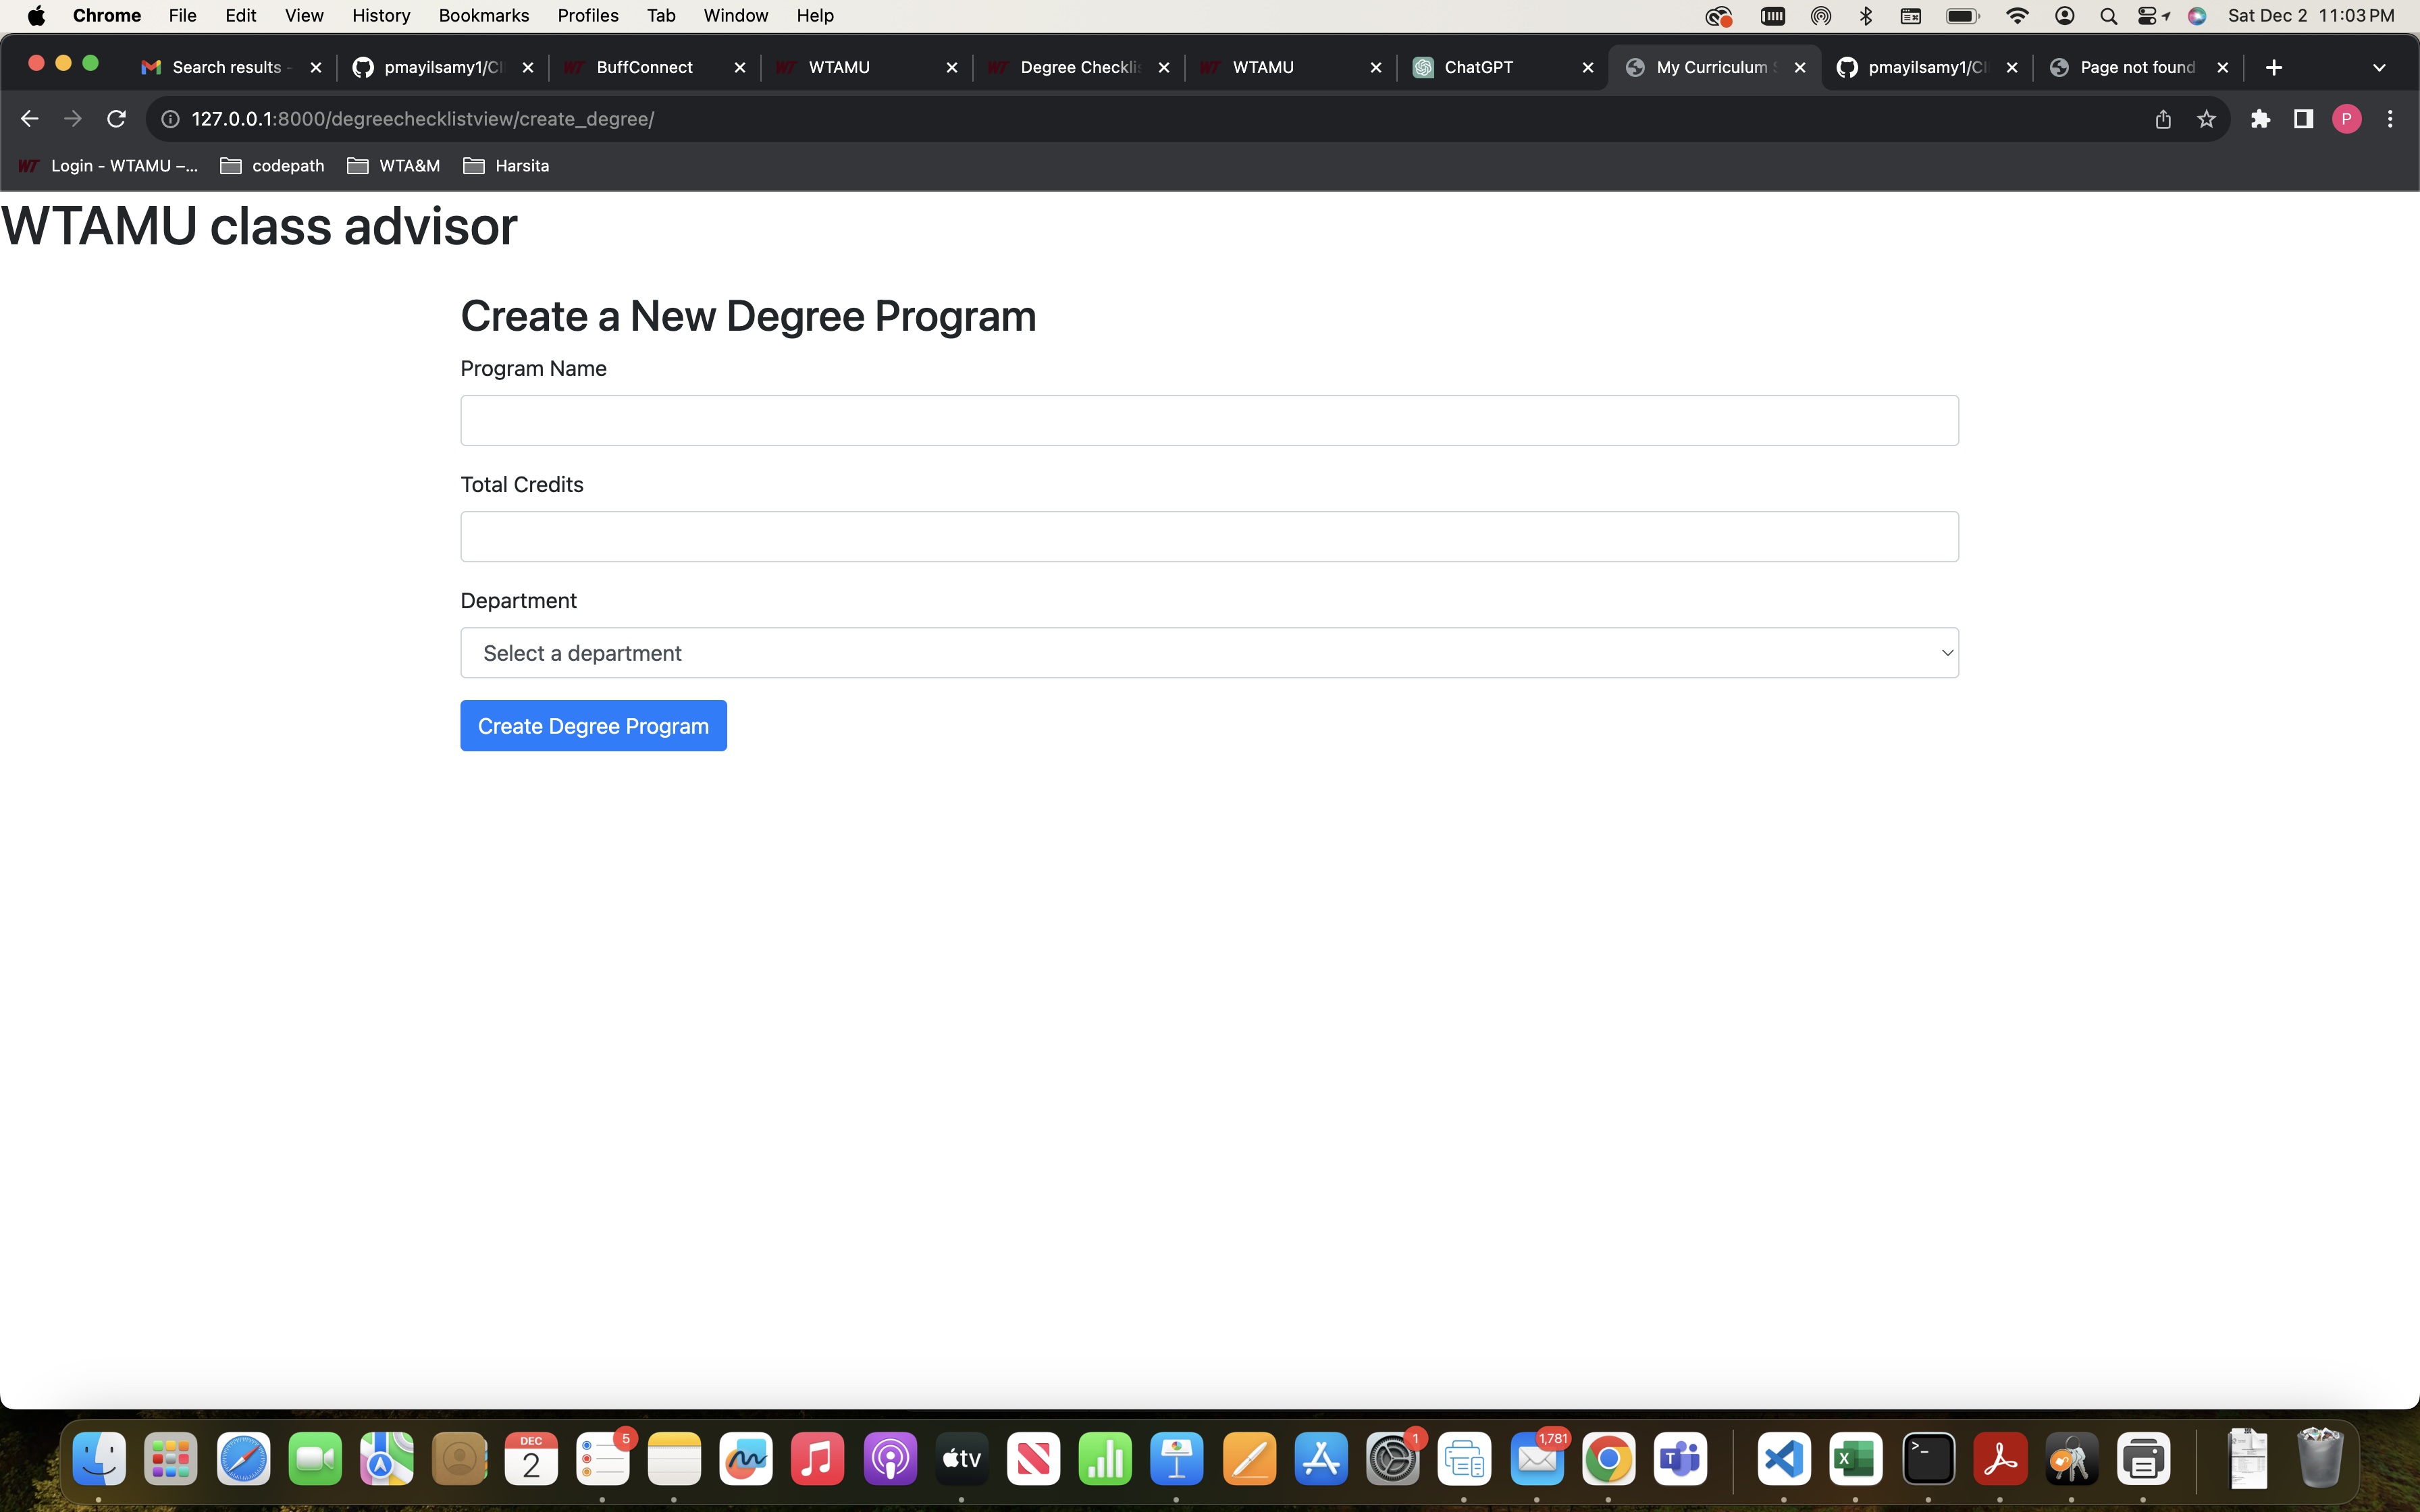 Chrome File Edit View History Bookmarks Profiles Tab Window Help Sat Dec 2 11:03 PM
Search results - pmayilsamy1/Cl BuffConnect WTAMU Degree Checklis WTAMU ChatGPT My Curriculum S pmayilsamy1/Cl Page not found
127.0.0.1:8000/degreechecklistview/create_degree/ P
WT Login - WTAMU –... codepath WTA&M Harsita
WTAMU class advisor
Create a New Degree Program
Program Name
Total Credits
Department
Select a department
Create Degree Program
DEC 2 5 tv 1 1,781